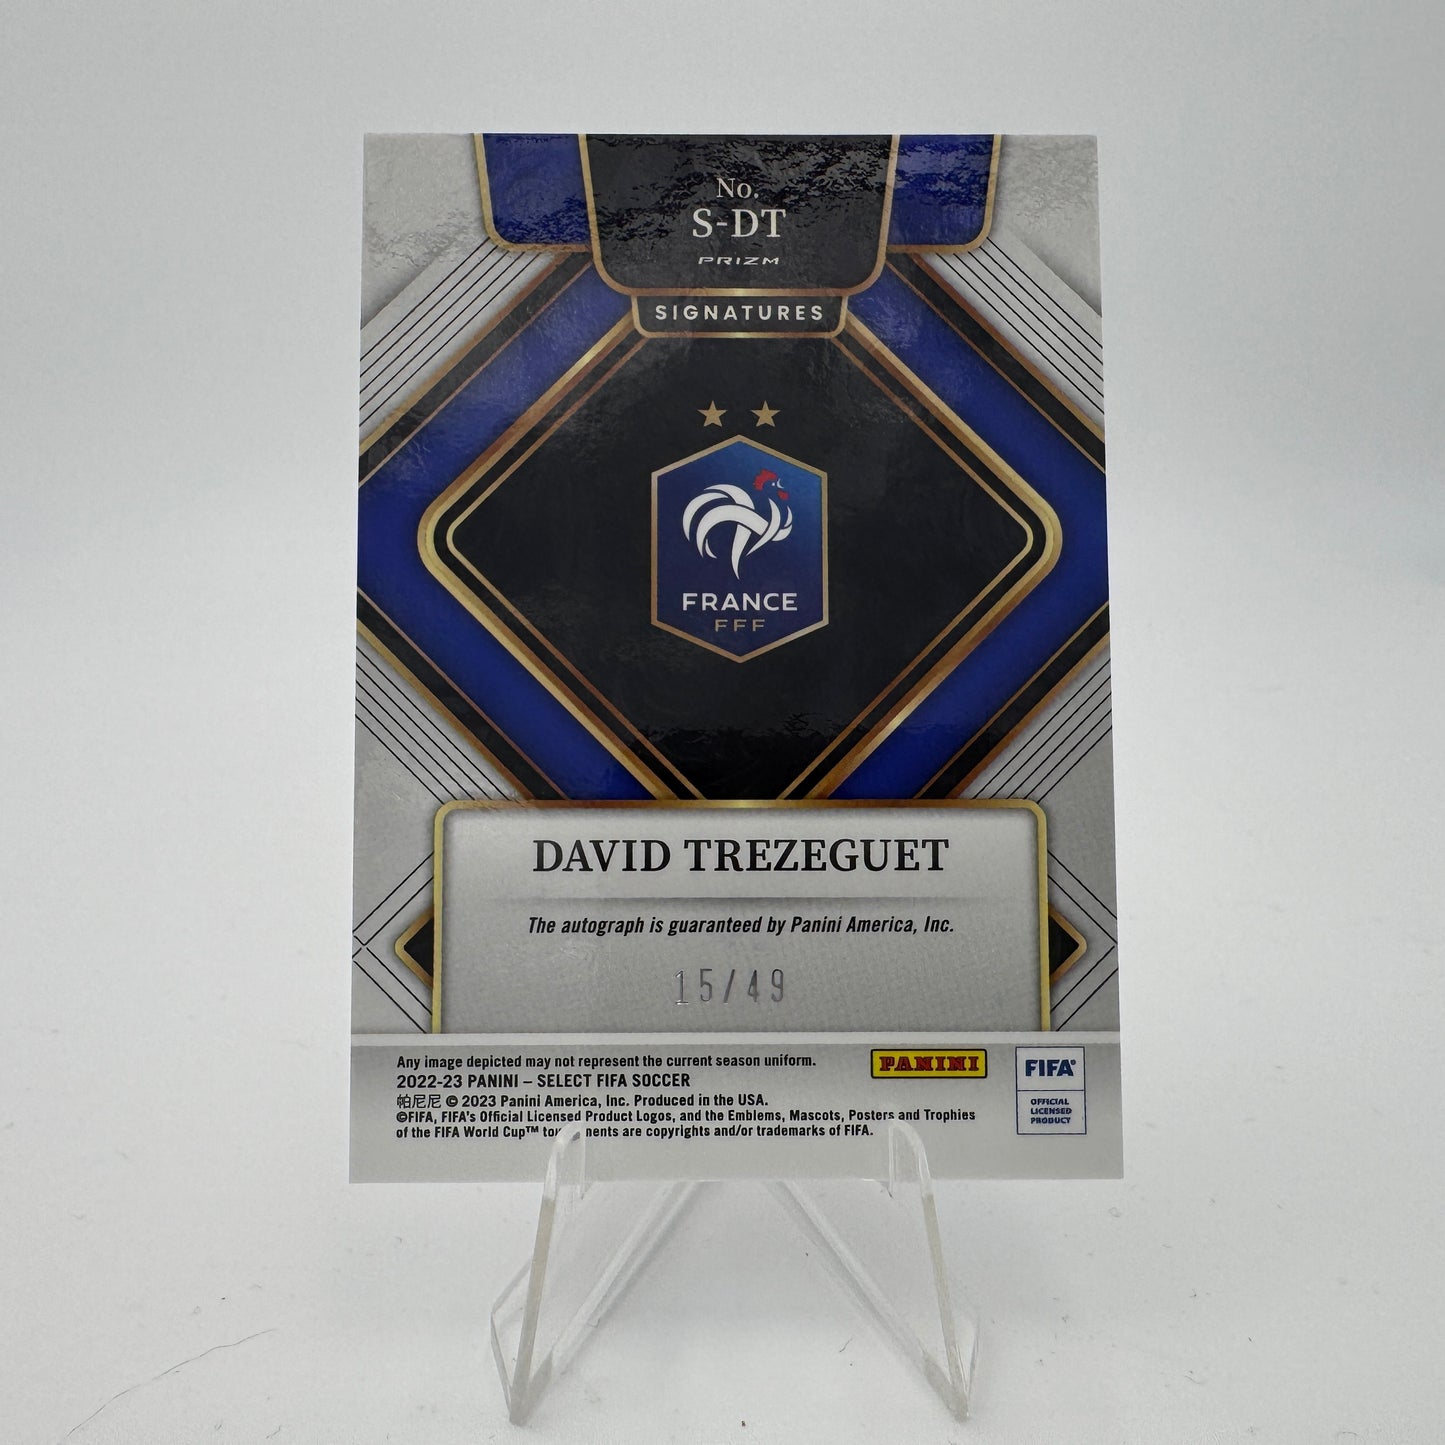 No.
S-DT
PRIZM
SIGNATURES
FRANCE
FFF
DAVID TREZEGUET
The autograph is guaranteed by Panini America, Inc.
15/49
Any image depicted may not represent the current season uniform.
2022-23 PANINI – SELECT FIFA SOCCER
帕尼尼 © 2023 Panini America, Inc. Produced in the USA.
©FIFA, FIFA's Official Licensed Product Logos, and the Emblems, Mascots, Posters and Trophies
of the FIFA World Cup™ tournaments are copyrights and/or trademarks of FIFA.
PANINI
FIFA®
OFFICIAL
LICENSED
PRODUCT